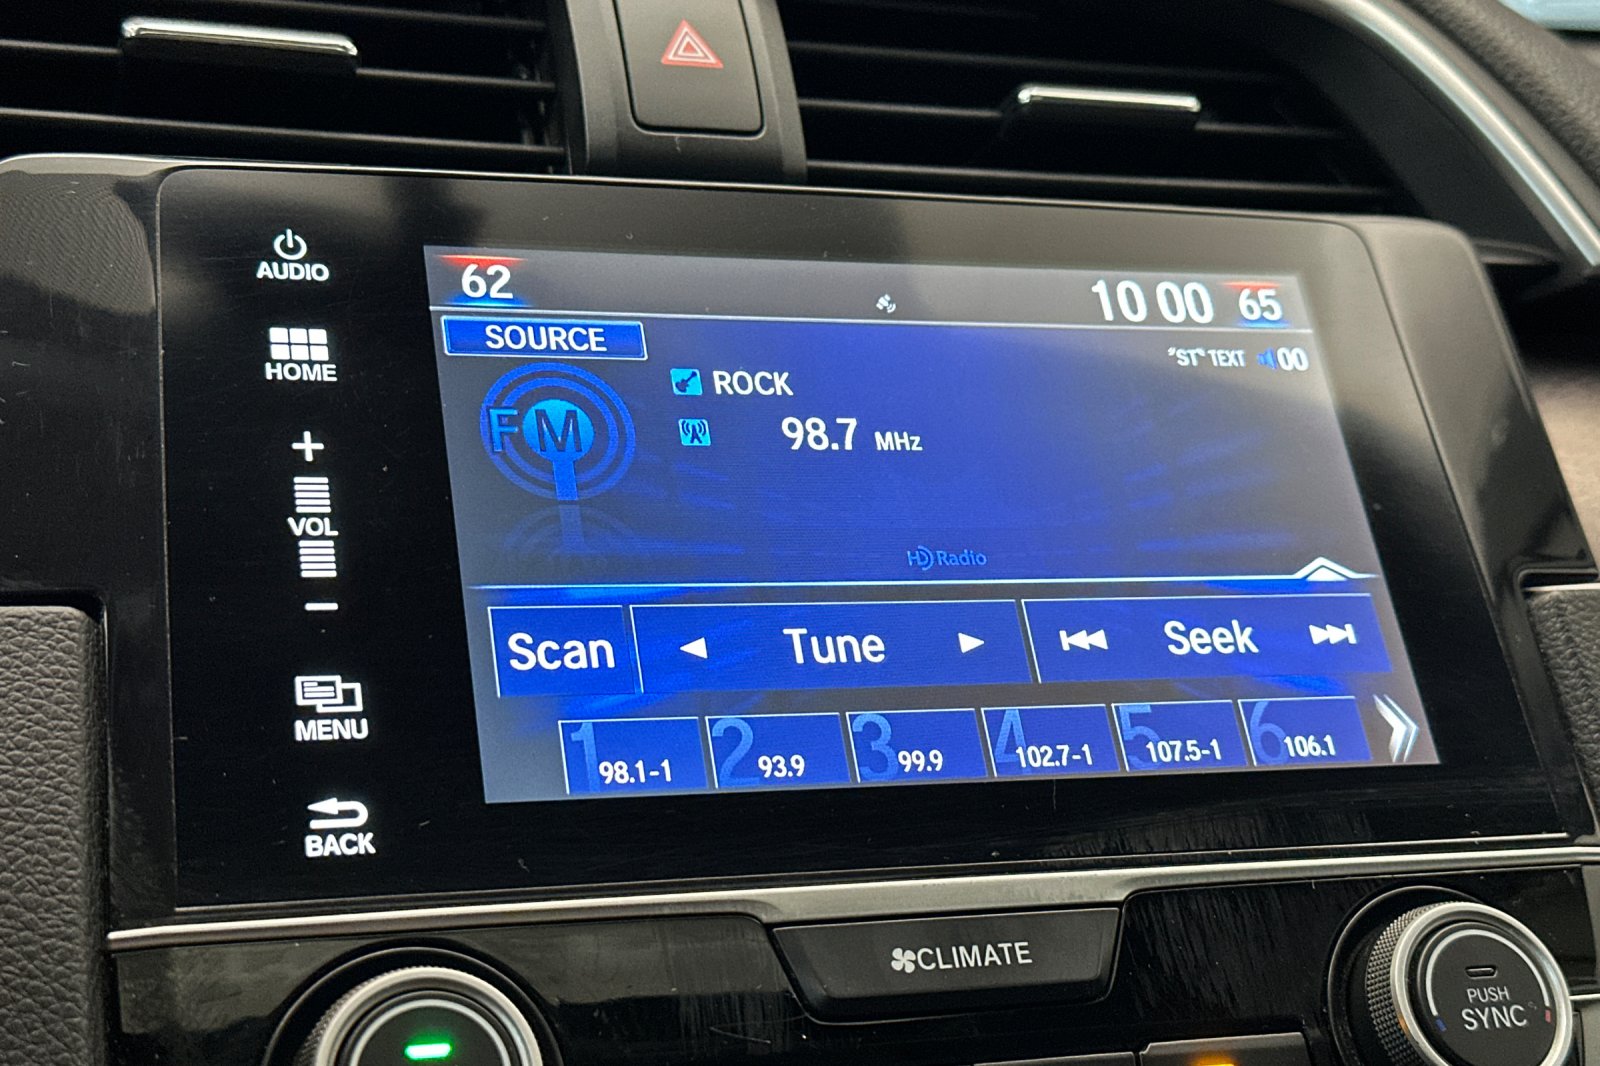 AUDIO
HOME
+
VOL
−
MENU
BACK
62
10 00
65
SOURCE
"ST" TEXT
00
FM
ROCK
98.7 MHz
HD Radio
Scan
Tune
Seek
1 98.1-1
2 93.9
3 99.9
4 102.7-1
5 107.5-1
6 106.1
CLIMATE
PUSH
SYNC